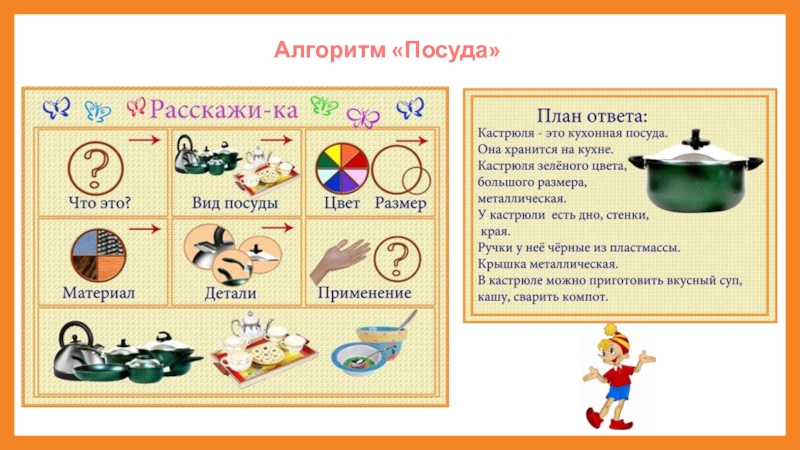 Алгоритм «Посуда»
Расскажи-ка
Что это?
Вид посуды
Цвет Размер
Материал
Детали
Применение
План ответа:
Кастрюля - это кухонная посуда.
Она хранится на кухне.
Кастрюля зелёного цвета,
большого размера,
металлическая.
У кастрюли есть дно, стенки,
края.
Ручки у неё чёрные из пластмассы.
Крышка металлическая.
В кастрюле можно приготовить вкусный суп,
кашу, сварить компот.